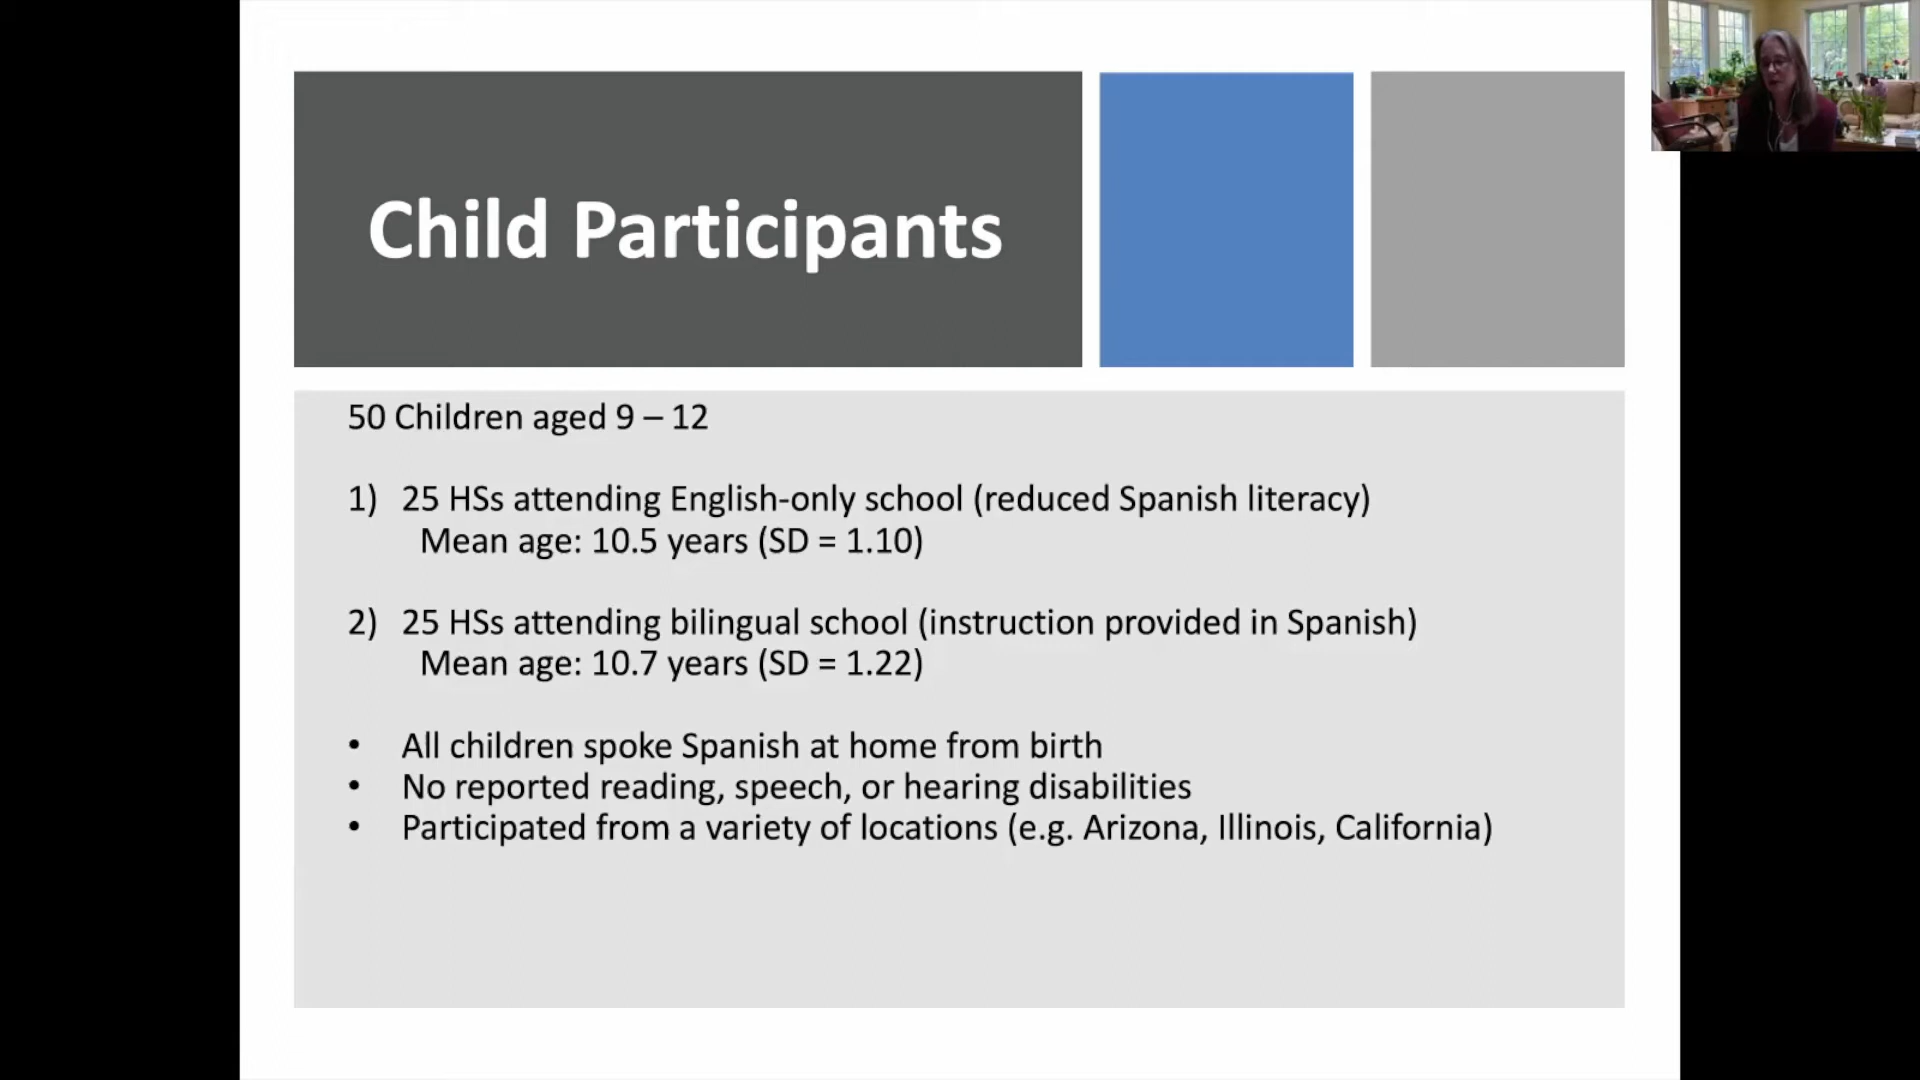 Child Participants
50 Children aged 9 – 12
1) 25 HSs attending English-only school (reduced Spanish literacy)
Mean age: 10.5 years (SD = 1.10)
2) 25 HSs attending bilingual school (instruction provided in Spanish)
Mean age: 10.7 years (SD = 1.22)
• All children spoke Spanish at home from birth
• No reported reading, speech, or hearing disabilities
• Participated from a variety of locations (e.g. Arizona, Illinois, California)